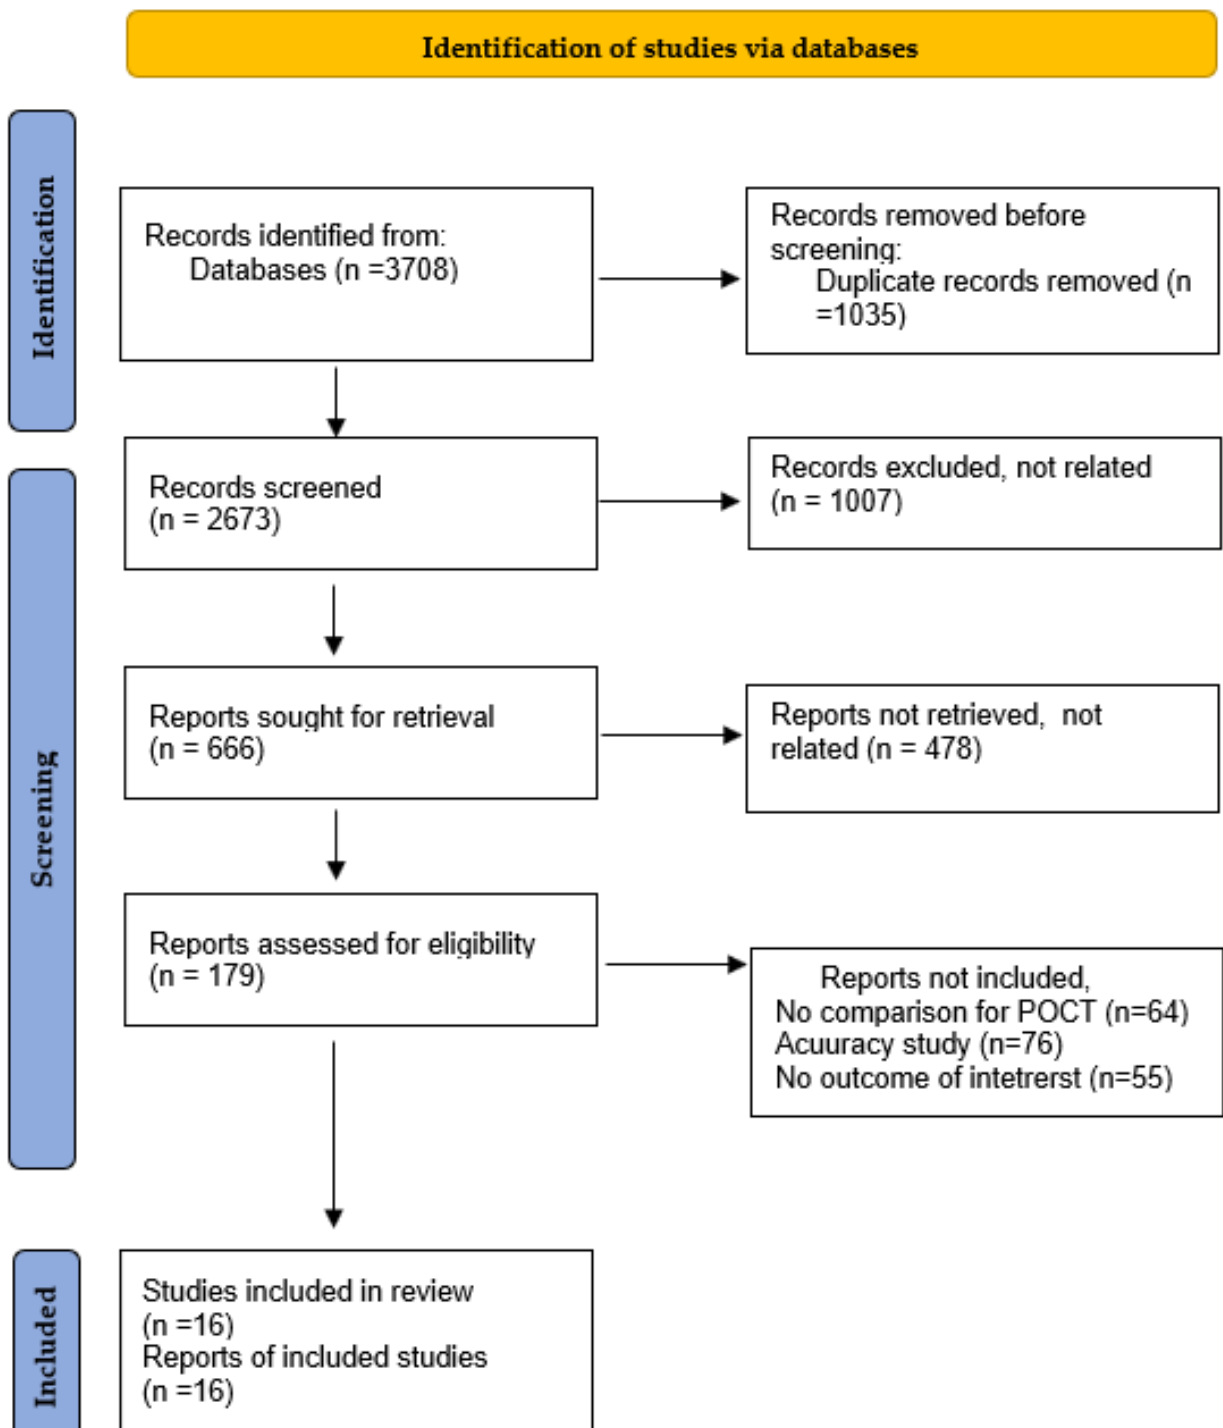 Identification of studies via databases
Identification
Records identified from:
Databases (n =3708)
Records removed before
screening:
Duplicate records removed (n
=1035)
Screening
Records screened
(n = 2673)
Records excluded, not related
(n = 1007)
Reports sought for retrieval
(n = 666)
Reports not retrieved, not
related (n = 478)
Reports assessed for eligibility
(n = 179)
Reports not included,
No comparison for POCT (n=64)
Acuuracy study (n=76)
No outcome of intetrerst (n=55)
Included
Studies included in review
(n =16)
Reports of included studies
(n =16)